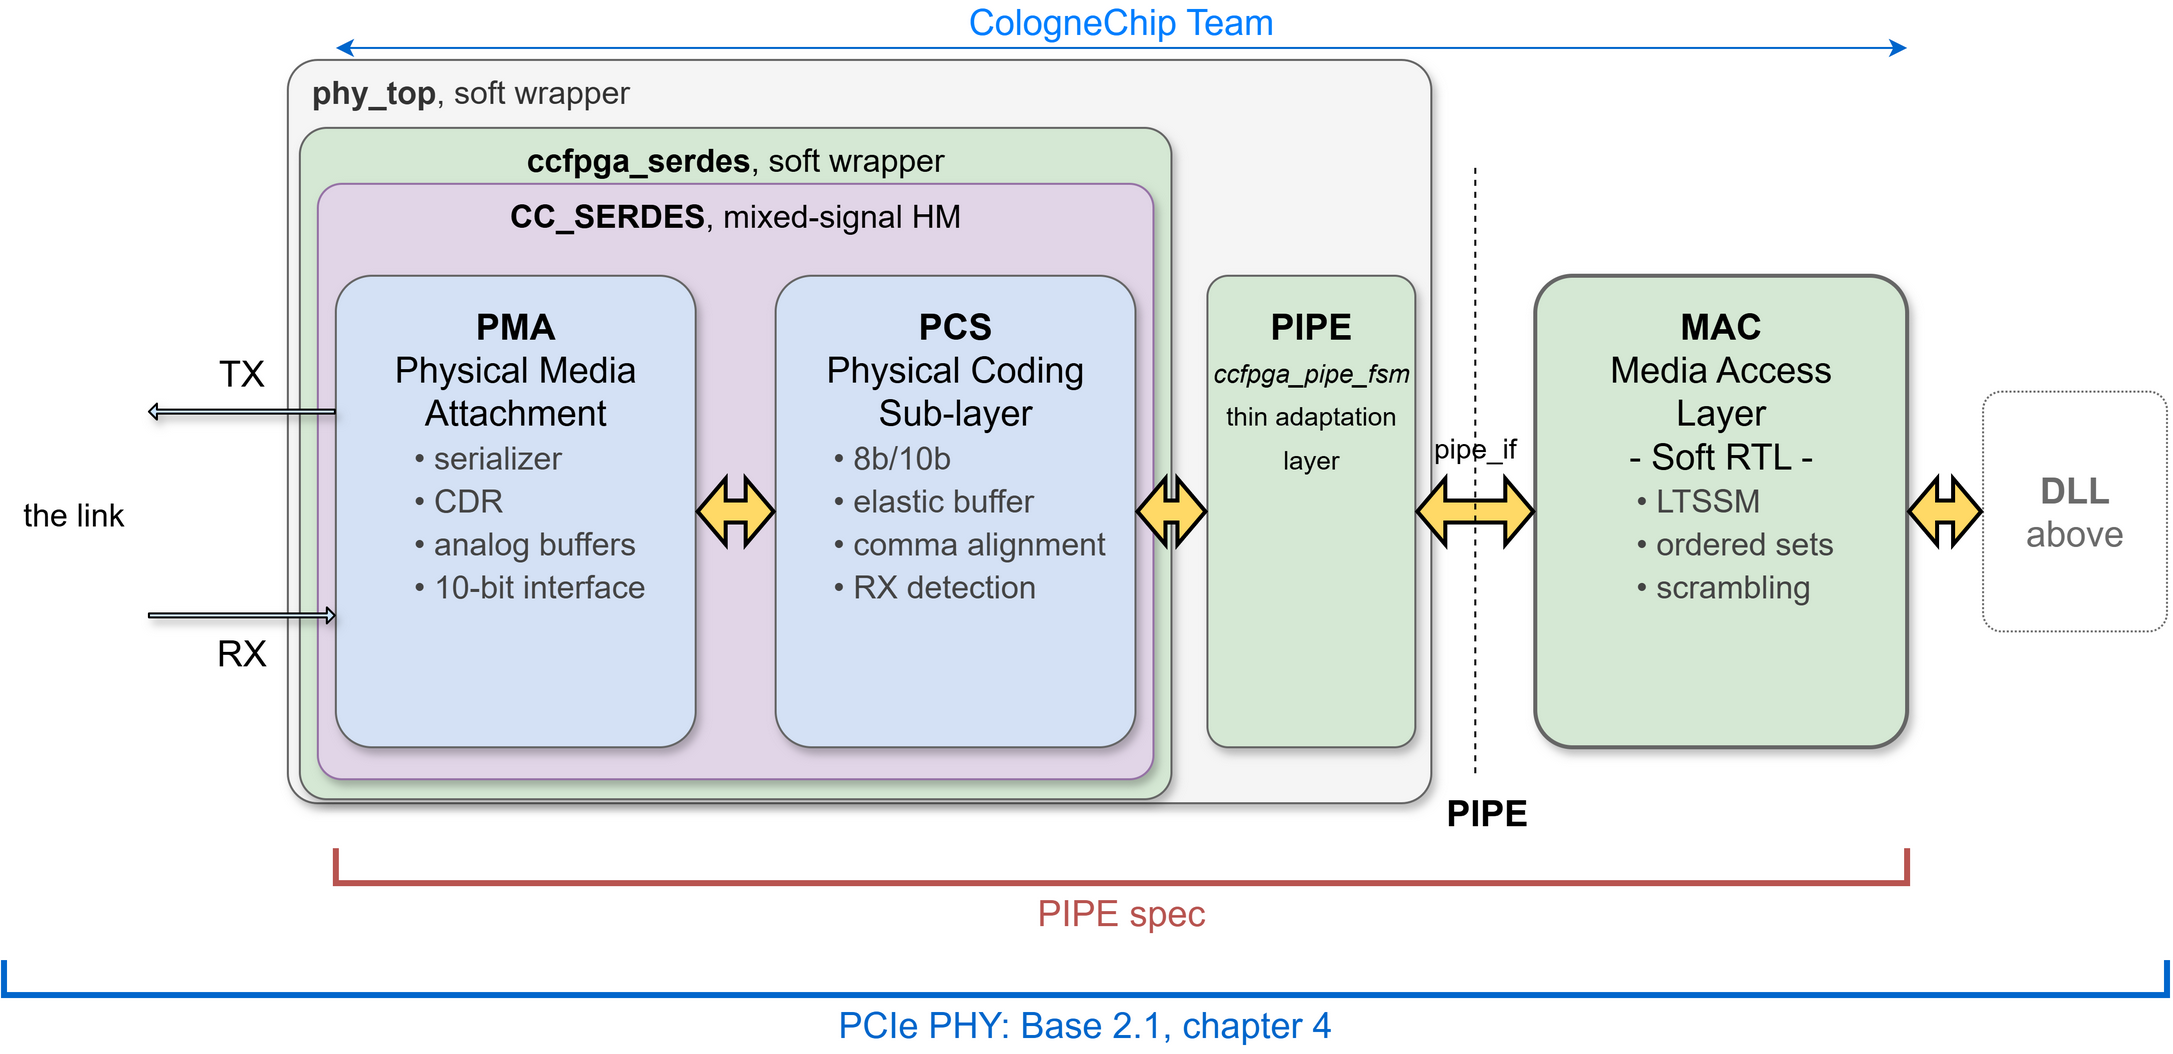 CologneChip Team
phy_top, soft wrapper
ccfpga_serdes, soft wrapper
CC_SERDES, mixed-signal HM
PMA
Physical Media
Attachment
• serializer
• CDR
• analog buffers
• 10-bit interface
PCS
Physical Coding
Sub-layer
• 8b/10b
• elastic buffer
• comma alignment
• RX detection
PIPE
ccfpga_pipe_fsm
thin adaptation
layer
pipe_if
MAC
Media Access
Layer
- Soft RTL -
• LTSSM
• ordered sets
• scrambling
DLL
above
TX
the link
RX
PIPE
PIPE spec
PCIe PHY: Base 2.1, chapter 4